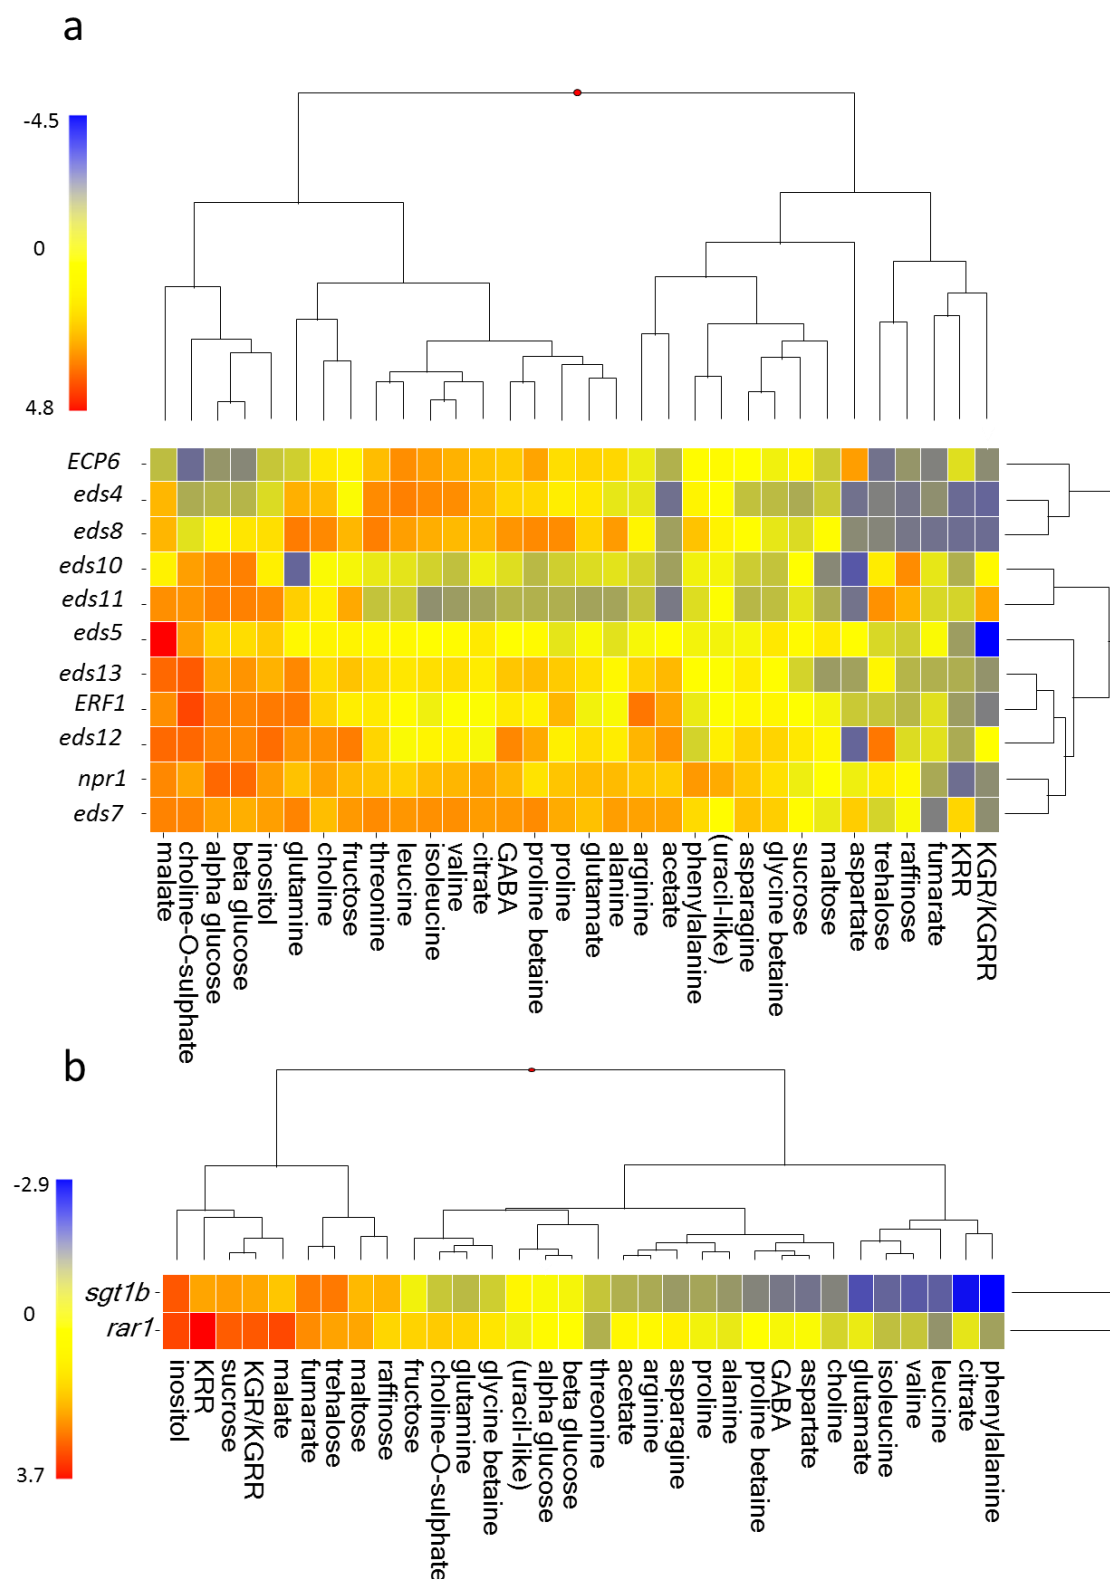 a
-4.5
0
4.8
ECP6
eds4
eds8
eds10
eds11
eds5
eds13
ERF1
eds12
npr1
eds7
malate
choline-O-sulphate
alpha glucose
beta glucose
inositol
glutamine
choline
fructose
threonine
leucine
isoleucine
valine
citrate
GABA
proline betaine
proline
glutamate
alanine
arginine
acetate
phenylalanine
(uracil-like)
asparagine
glycine betaine
sucrose
maltose
aspartate
trehalose
raffinose
fumarate
KRR
KGR/KGRR
b
-2.9
0
3.7
sgt1b
rar1
inositol
KRR
sucrose
KGR/KGRR
malate
fumarate
trehalose
maltose
raffinose
fructose
choline-O-sulphate
glutamine
glycine betaine
(uracil-like)
alpha glucose
beta glucose
threonine
acetate
arginine
asparagine
proline
alanine
proline betaine
GABA
aspartate
choline
glutamate
isoleucine
valine
leucine
citrate
phenylalanine